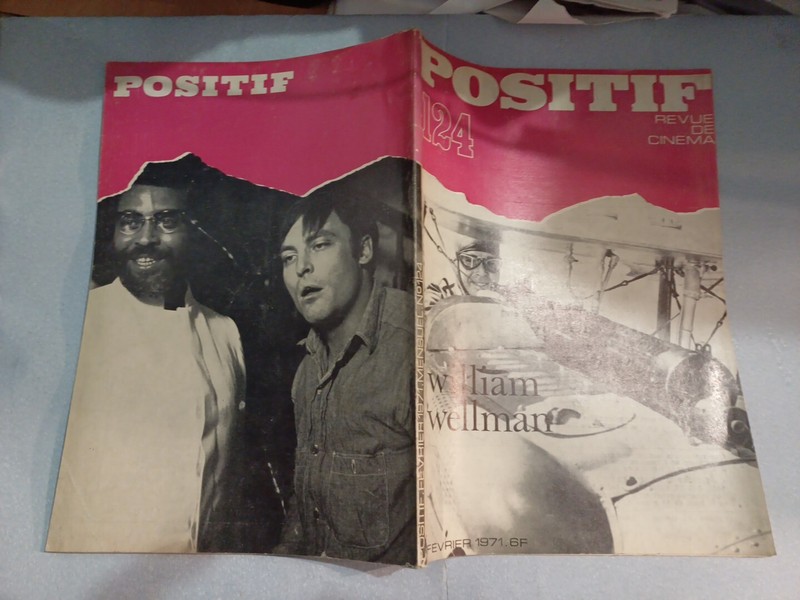 POSITIF
POSITIF
124
REVUE
DE
CINEMA
william
wellman
FEVRIER 1971.6F